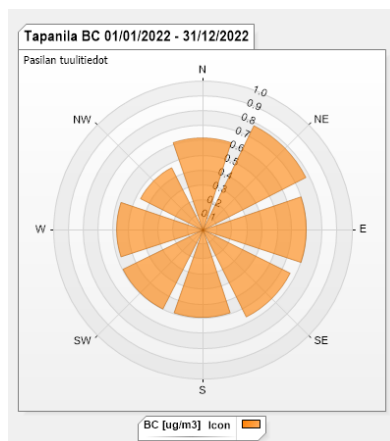 Tapanila BC 01/01/2022 - 31/12/2022
Pasilan tuulitiedot
N
NE
E
SE
S
SW
W
NW
1.0
0.9
0.8
0.7
0.6
0.5
0.4
0.3
0.2
0.1
BC [ug/m3] Icon